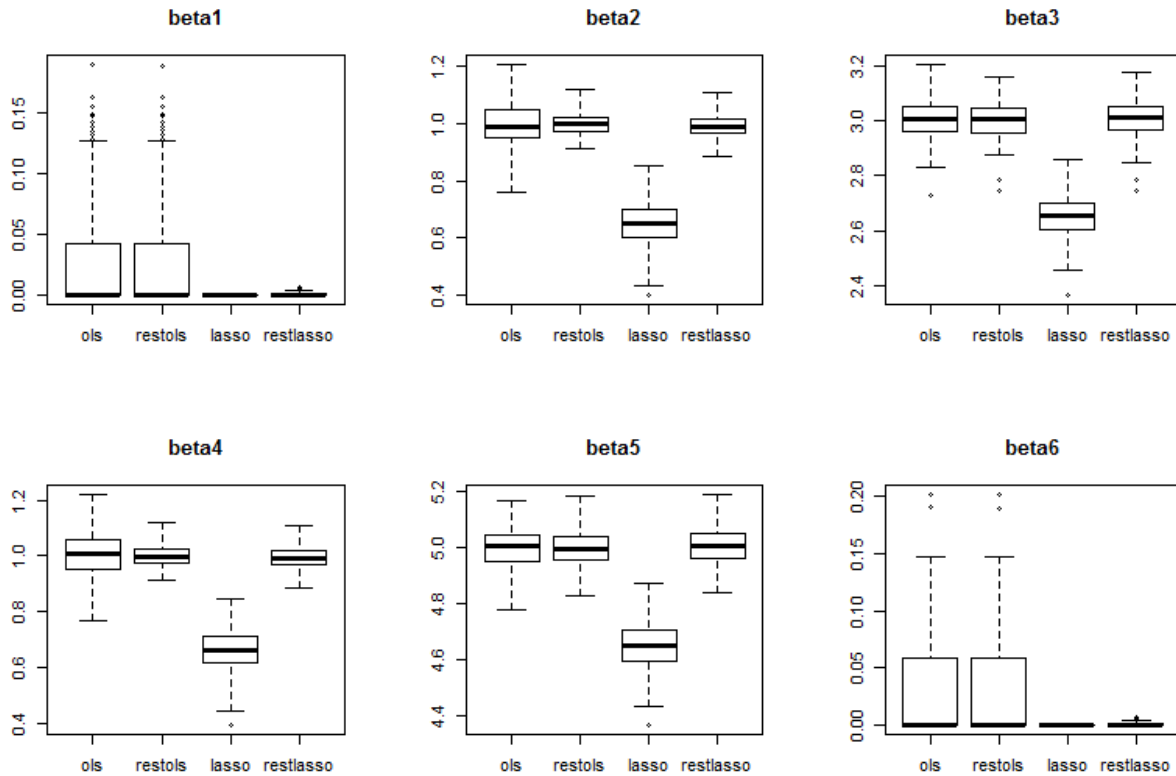 beta1 beta2 beta3
0.00 0.05 0.10 0.15
0.4 0.6 0.8 1.0 1.2
2.4 2.6 2.8 3.0 3.2
ols restols lasso restlasso
ols restols lasso restlasso
ols restols lasso restlasso
beta4 beta5 beta6
0.4 0.6 0.8 1.0 1.2
4.4 4.6 4.8 5.0 5.2
0.00 0.05 0.10 0.15 0.20
ols restols lasso restlasso
ols restols lasso restlasso
ols restols lasso restlasso